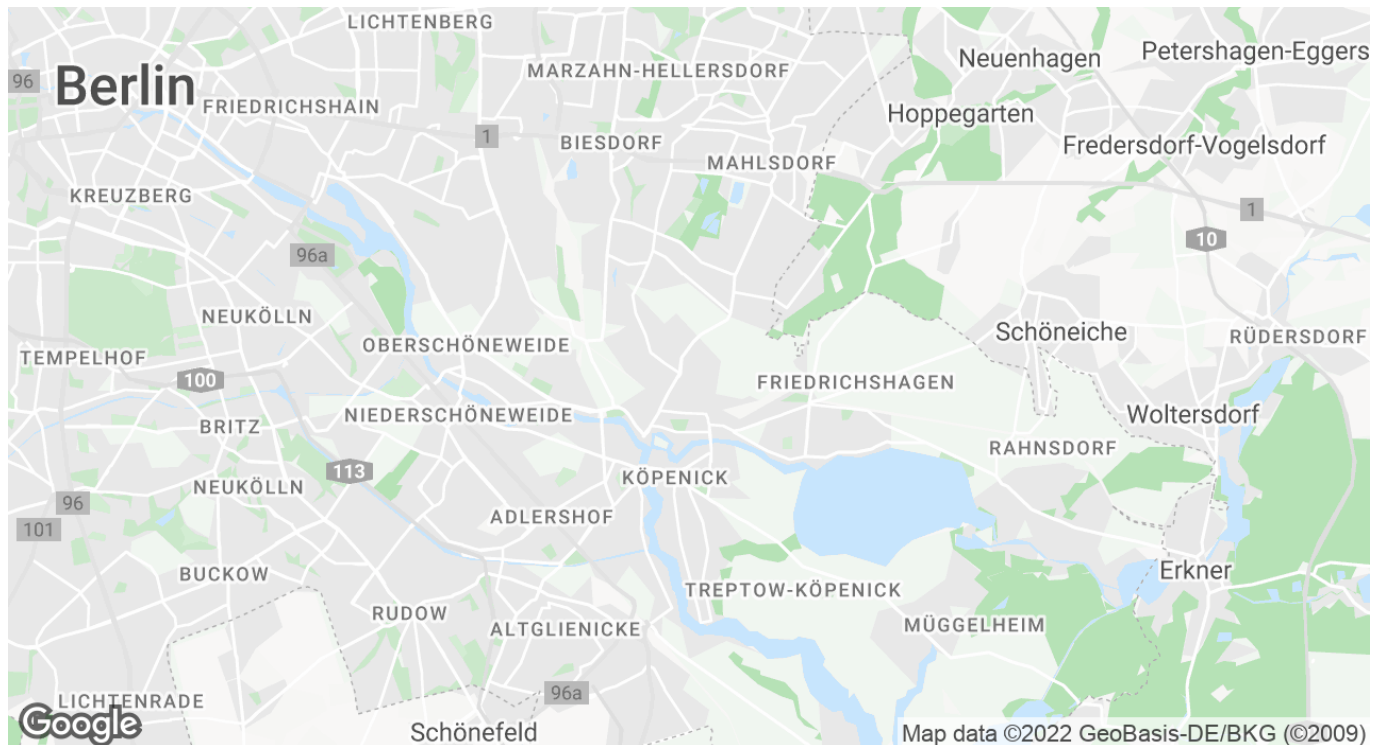 LICHTENBERG
Neuenhagen
Petershagen-Eggers
96
Berlin
MARZAHN-HELLERSDORF
FRIEDRICHSHAIN
Hoppegarten
1
BIESDORF
Fredersdorf-Vogelsdorf
MAHLSDORF
KREUZBERG
1
10
96a
NEUKÖLLN
Schöneiche
RÜDERSDORF
OBERSCHÖNEWEIDE
TEMPELHOF
100
FRIEDRICHSHAGEN
NIEDERSCHÖNEWEIDE
Woltersdorf
BRITZ
RAHNSDORF
113
KÖPENICK
NEUKÖLLN
96
ADLERSHOF
101
Erkner
BUCKOW
TREPTOW-KÖPENICK
RUDOW
ALTGLIENICKE
MÜGGELHEIM
96a
LICHTENRADE
Google
Schönefeld
Map data ©2022 GeoBasis-DE/BKG (©2009)